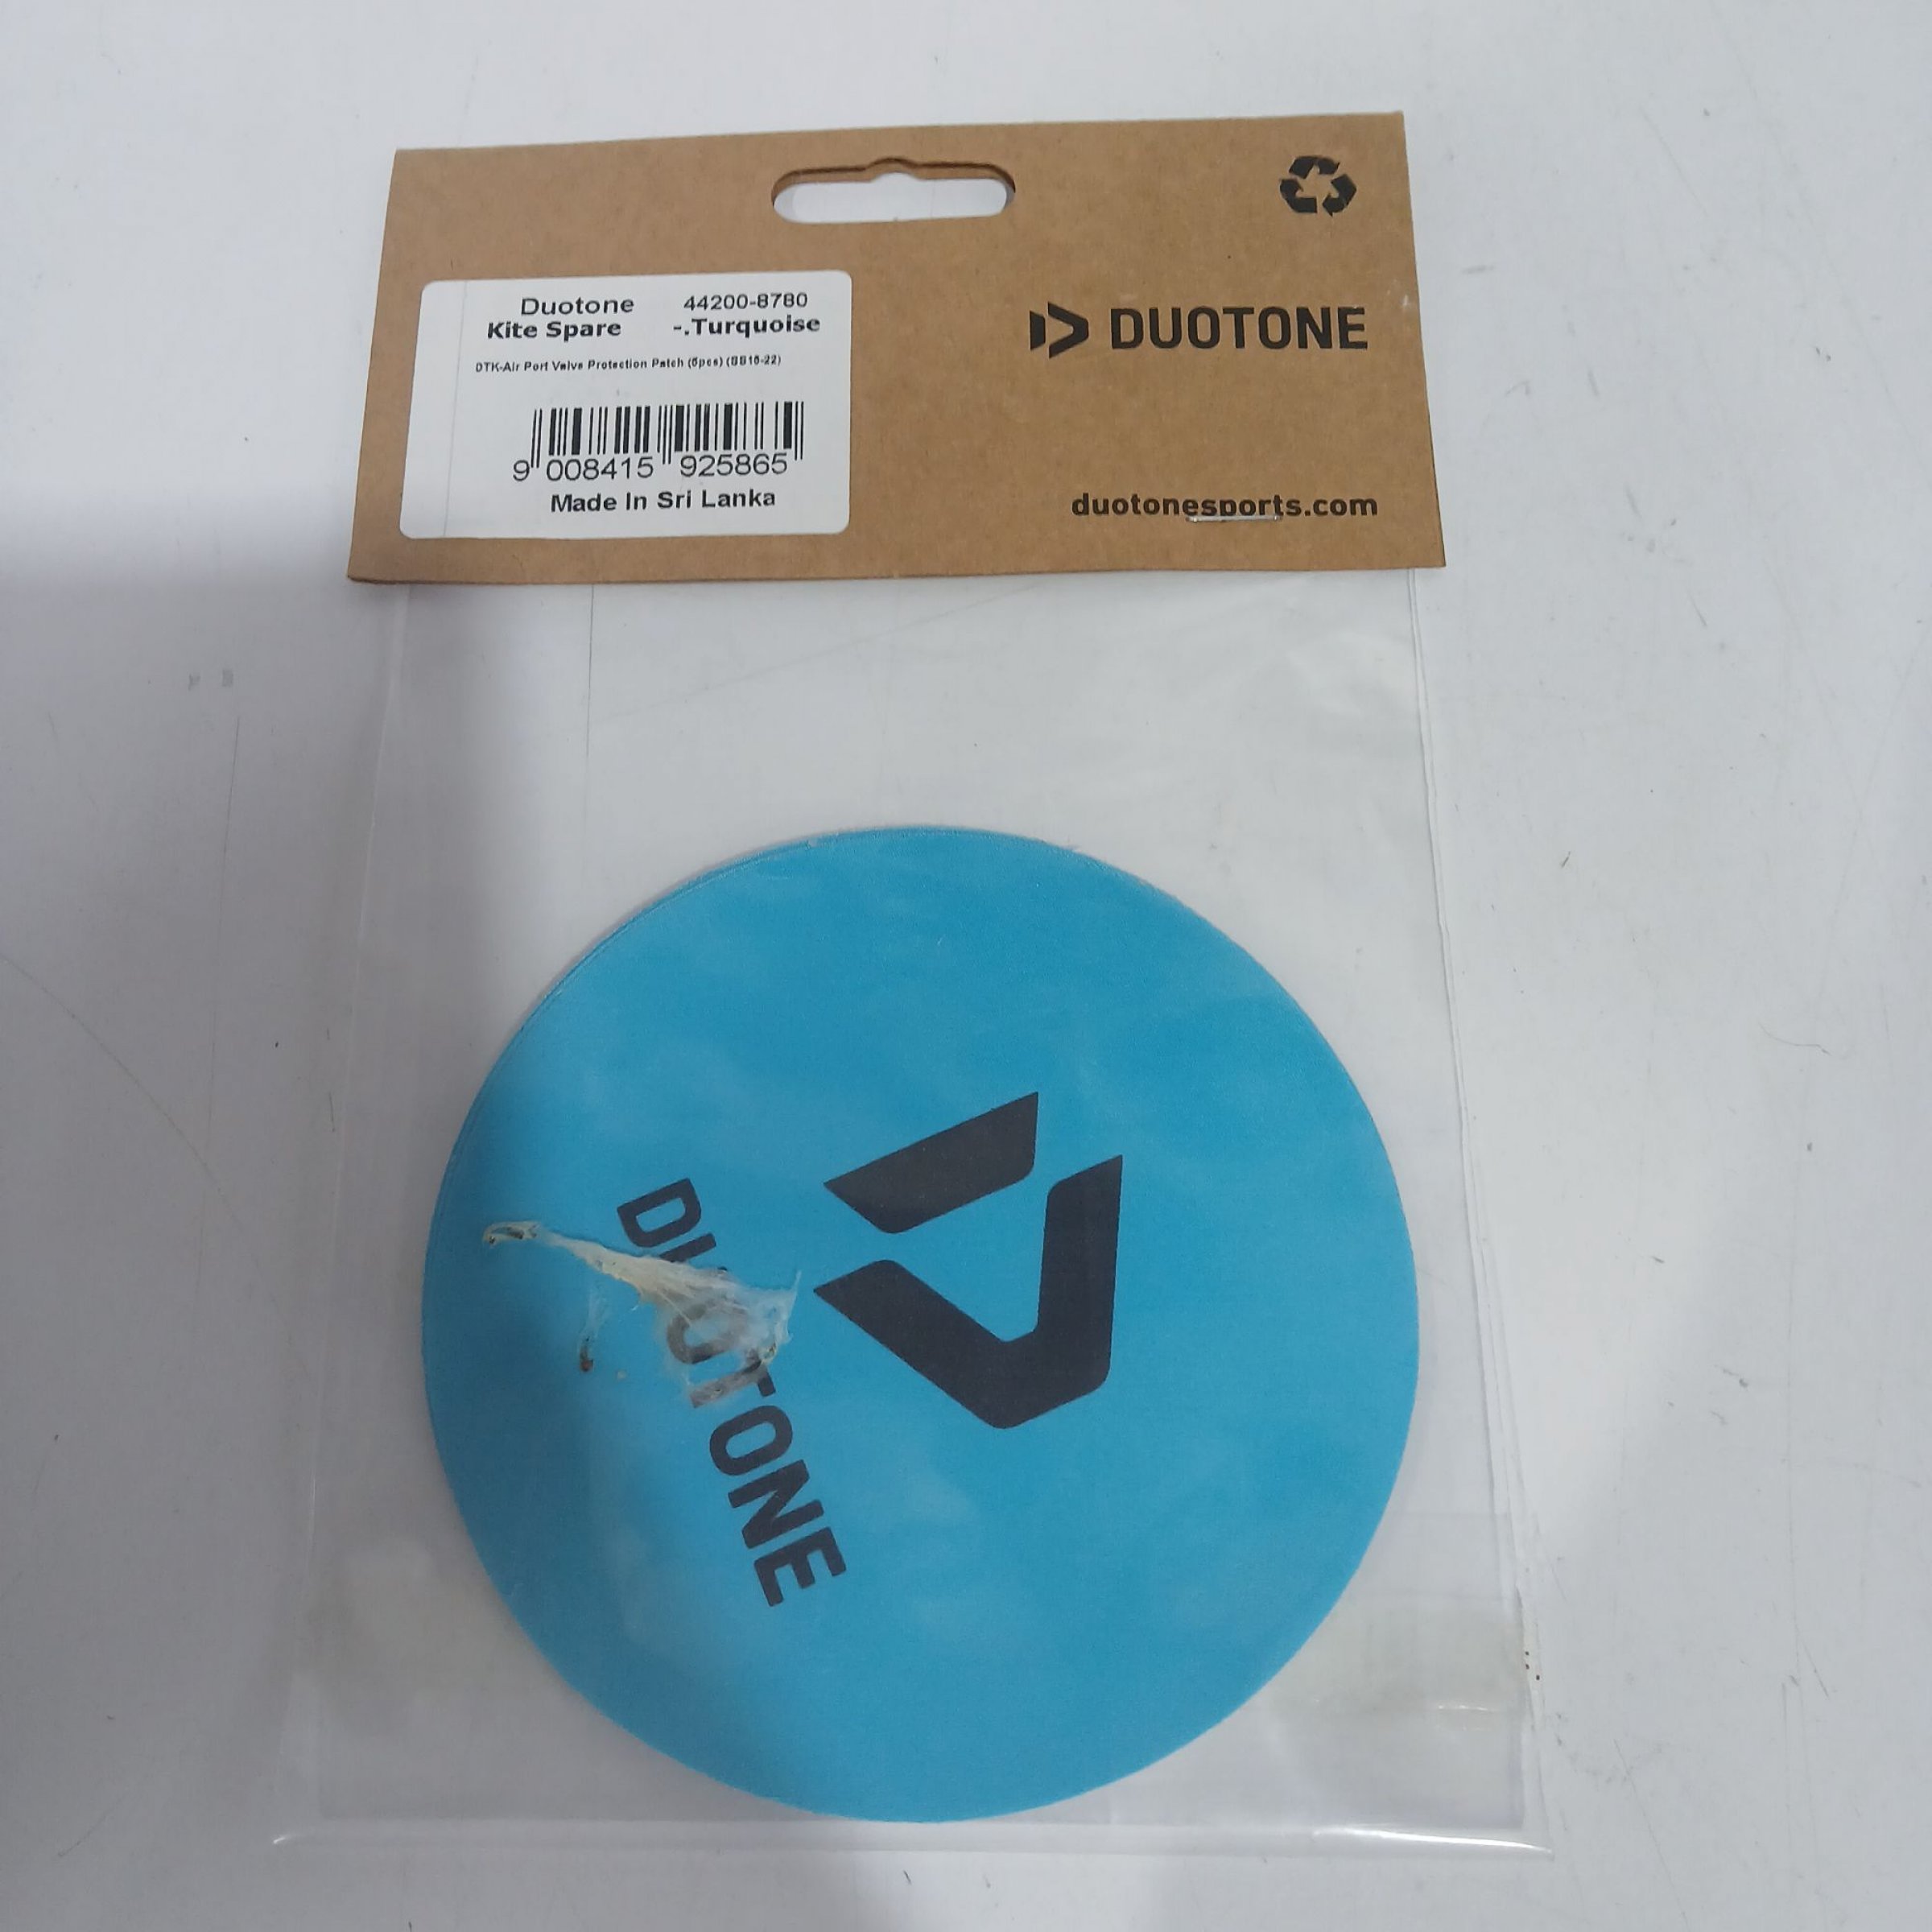 Duotone 44200-8780
Kite Spare -.Turquoise
DTK-Air Port Valve Protection Patch (5pcs) (SS16-22)
9 008415 925865
Made In Sri Lanka
DUOTONE
duotonesports.com
DUOTONE